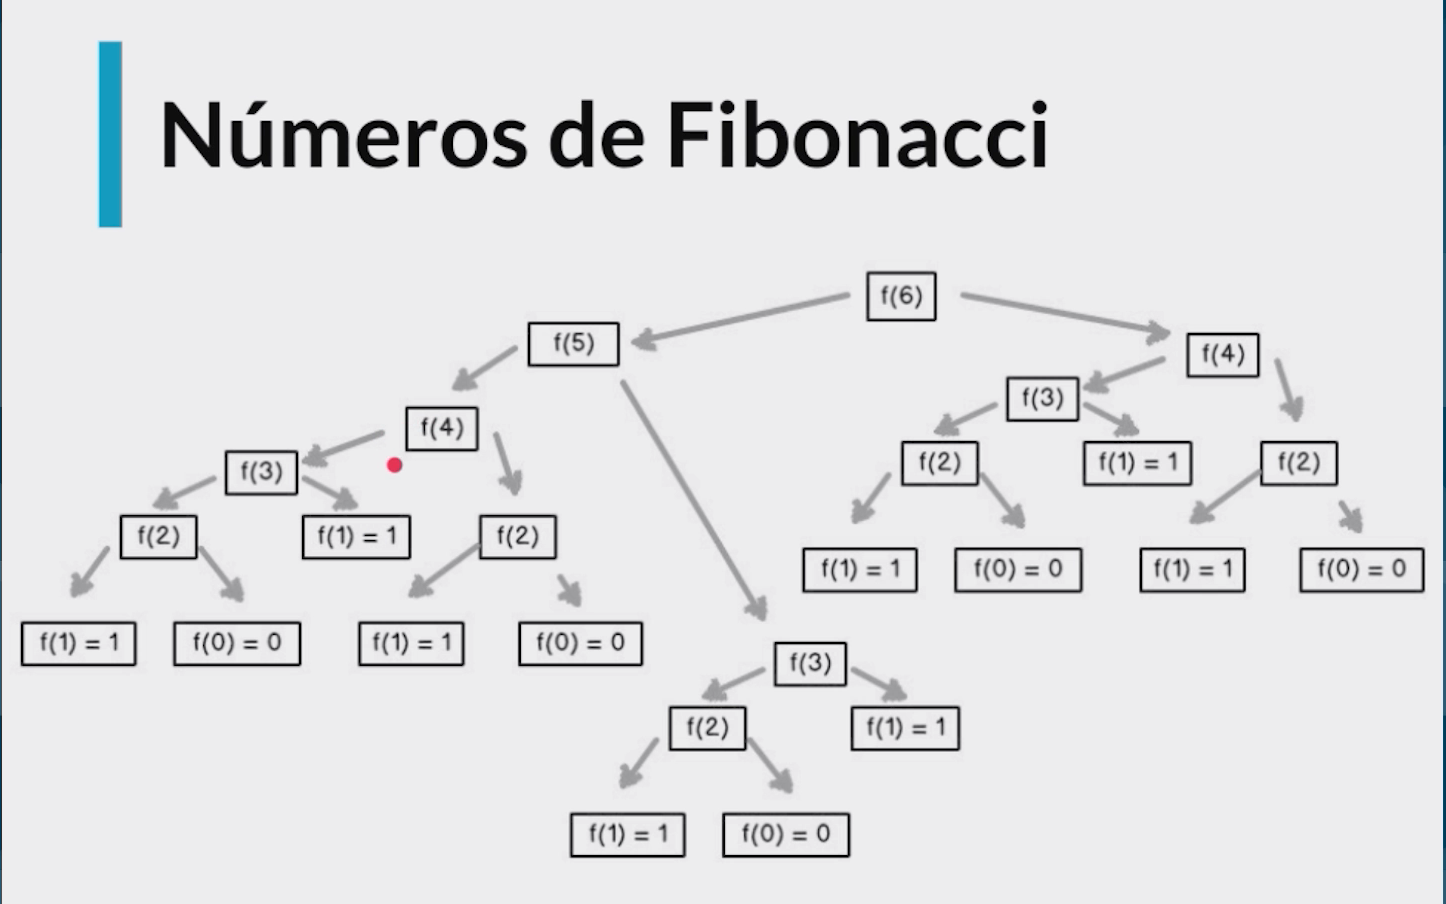 Números de Fibonacci
f(6)
f(5)
f(4)
f(3)
f(4)
f(2)
f(1) = 1
f(2)
f(3)
f(2)
f(1) = 1
f(2)
f(1) = 1
f(0) = 0
f(1) = 1
f(0) = 0
f(1) = 1
f(0) = 0
f(1) = 1
f(0) = 0
f(3)
f(2)
f(1) = 1
f(1) = 1
f(0) = 0